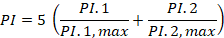 PI = 5 (PI.1 / PI.1,max + PI.2 / PI.2,max)